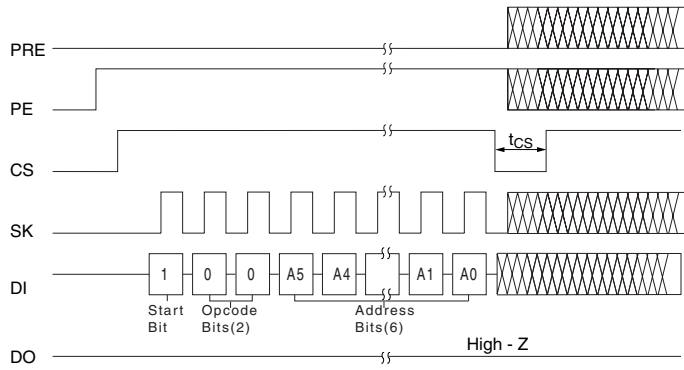 PRE
PE
CS
tCS
SK
DI
1 0 0 A5 A4 A1 A0
Start Bit
Opcode Bits(2)
Address Bits(6)
DO
High - Z